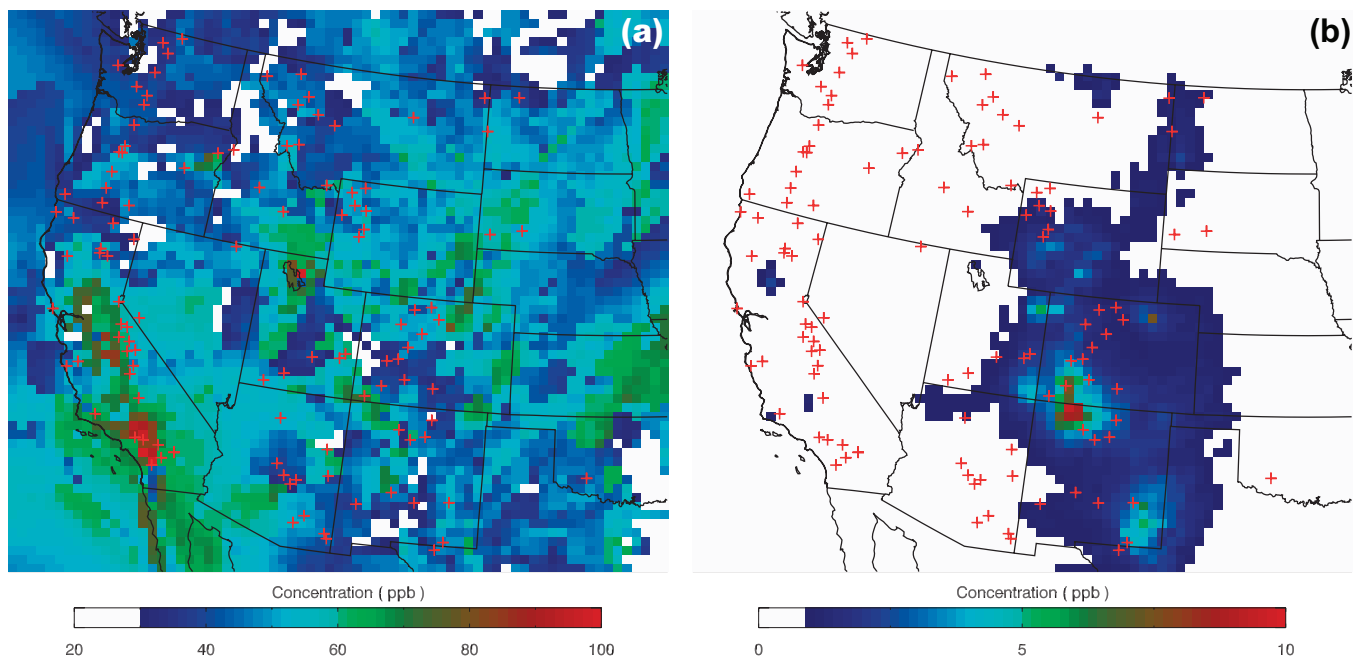 (a)
(b)
Concentration ( ppb )
20 40 60 80 100
Concentration ( ppb )
0 5 10